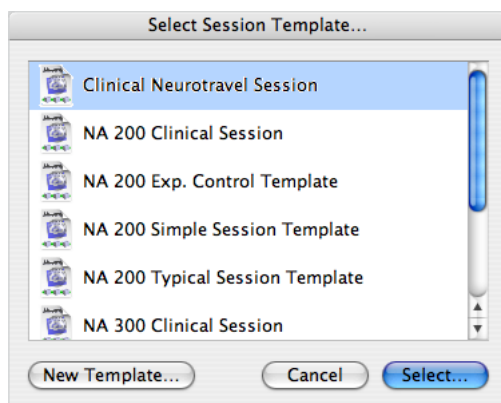 Select Session Template...
Clinical Neurotravel Session
NA 200 Clinical Session
NA 200 Exp. Control Template
NA 200 Simple Session Template
NA 200 Typical Session Template
NA 300 Clinical Session
New Template... Cancel Select...